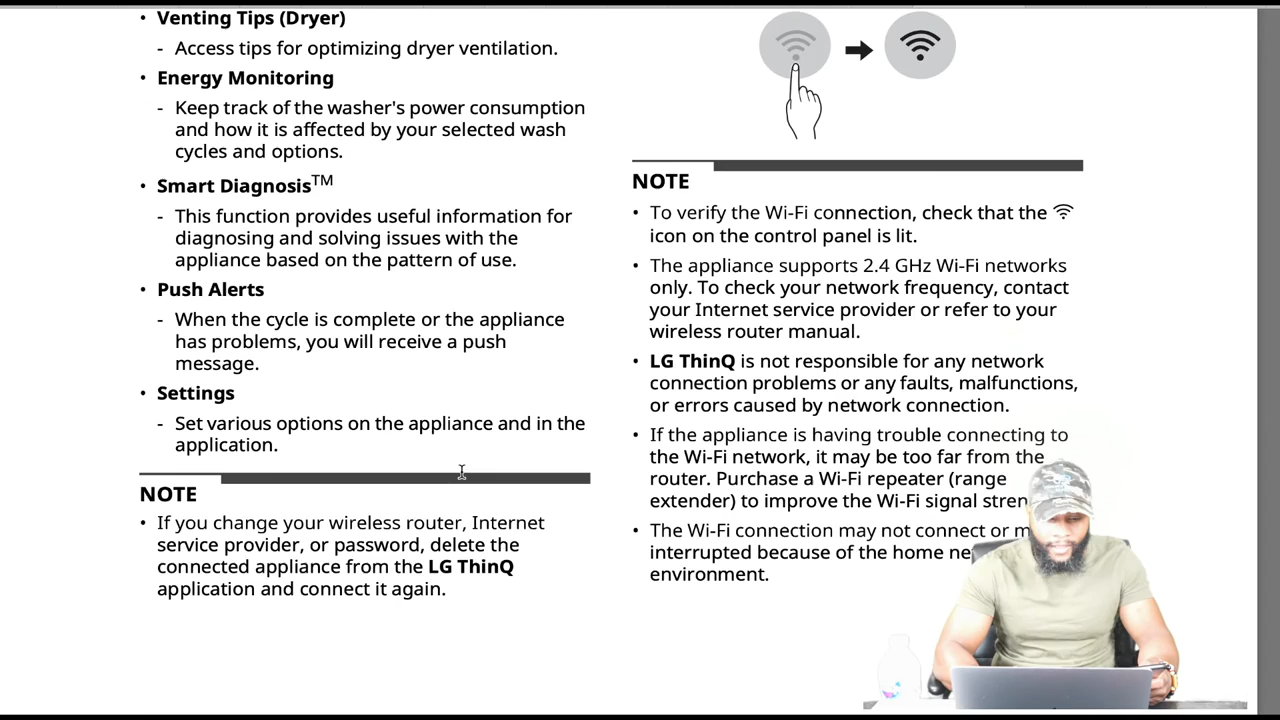 • Venting Tips (Dryer)
- Access tips for optimizing dryer ventilation.
• Energy Monitoring
- Keep track of the washer's power consumption
and how it is affected by your selected wash
cycles and options.
• Smart Diagnosis™
- This function provides useful information for
diagnosing and solving issues with the
appliance based on the pattern of use.
• Push Alerts
- When the cycle is complete or the appliance
has problems, you will receive a push
message.
• Settings
- Set various options on the appliance and in the
application.
NOTE
• If you change your wireless router, Internet
service provider, or password, delete the
connected appliance from the LG ThinQ
application and connect it again.
NOTE
• To verify the Wi-Fi connection, check that the
icon on the control panel is lit.
• The appliance supports 2.4 GHz Wi-Fi networks
only. To check your network frequency, contact
your Internet service provider or refer to your
wireless router manual.
• LG ThinQ is not responsible for any network
connection problems or any faults, malfunctions,
or errors caused by network connection.
• If the appliance is having trouble connecting to
the Wi-Fi network, it may be too far from the
router. Purchase a Wi-Fi repeater (range
extender) to improve the Wi-Fi signal
• The Wi-Fi connection may not connect or
interrupted because of the home
environment.